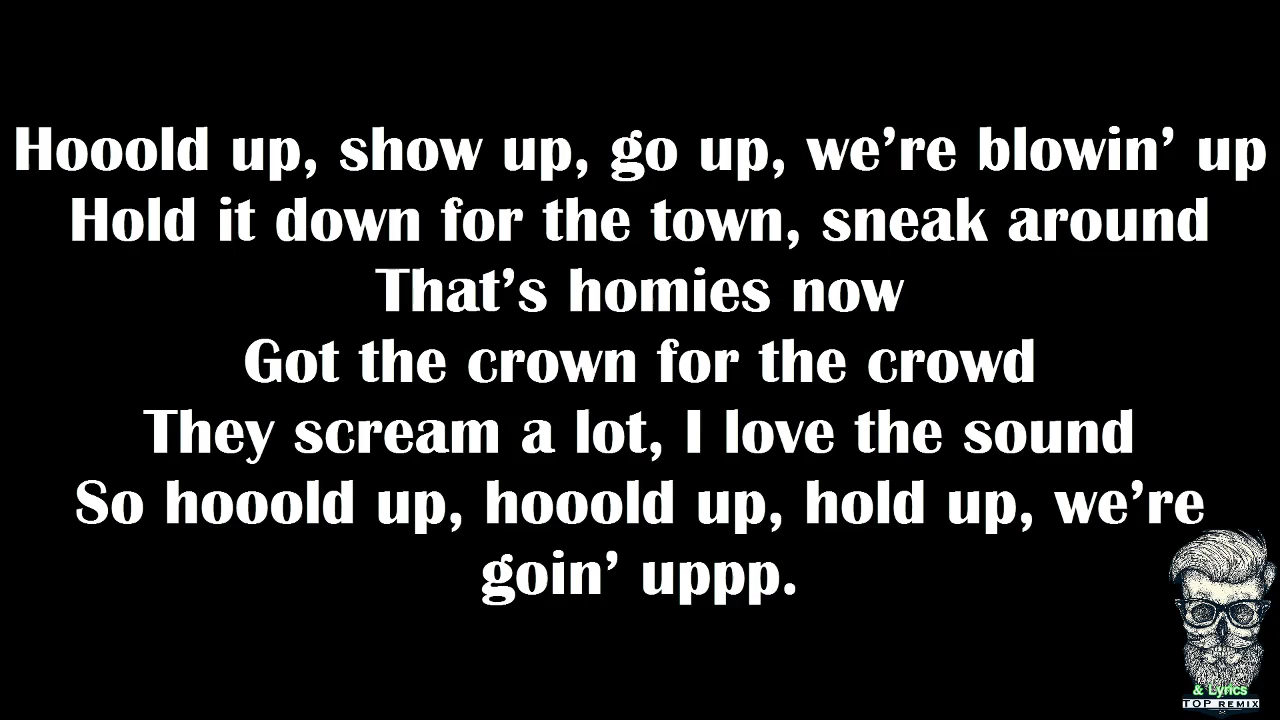 Hooold up, show up, go up, we’re blowin’ up
Hold it down for the town, sneak around
That’s homies now
Got the crown for the crowd
They scream a lot, I love the sound
So hooold up, hooold up, hold up, we’re
goin’ uppp.
& Lyrics
TOP REMIX